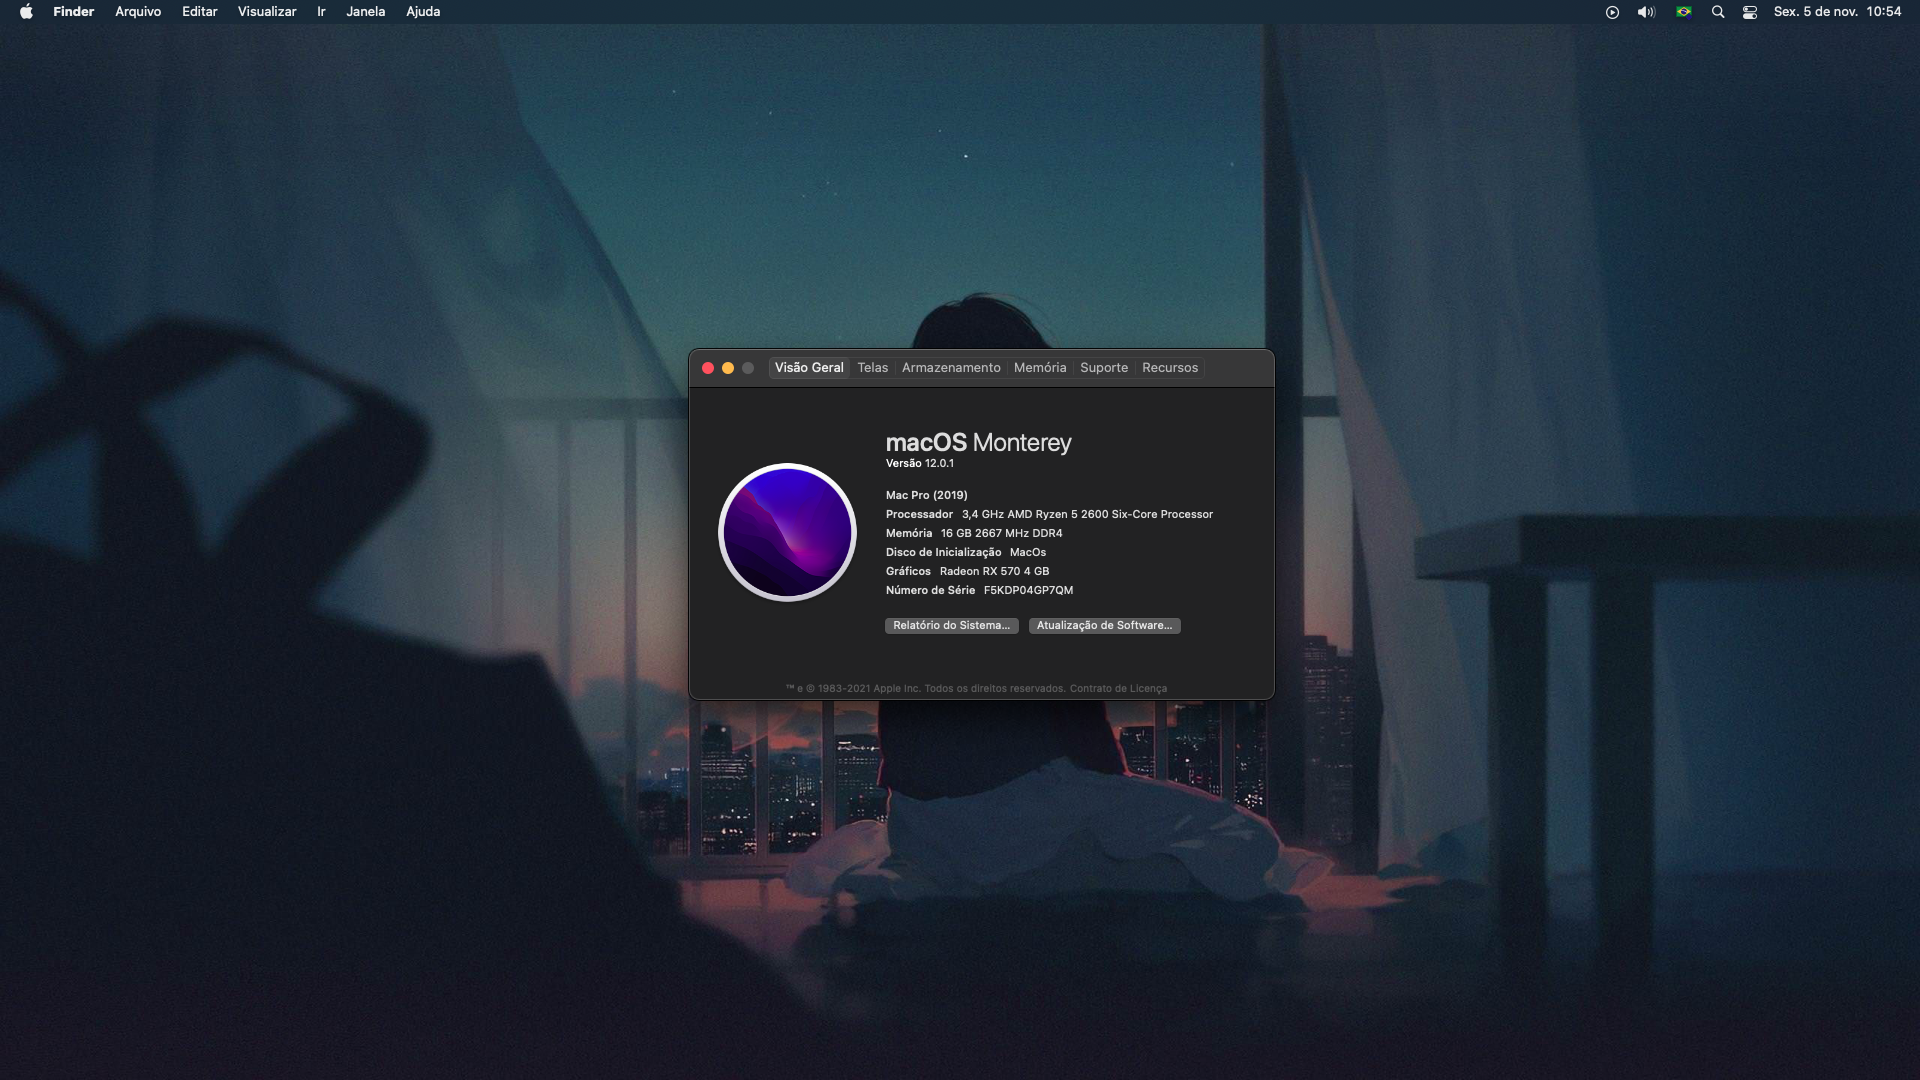 Finder Arquivo Editar Visualizar Ir Janela Ajuda Sex. 5 de nov. 10:54
Visão Geral Telas Armazenamento Memória Suporte Recursos
macOS Monterey
Versão 12.0.1
Mac Pro (2019)
Processador 3,4 GHz AMD Ryzen 5 2600 Six-Core Processor
Memória 16 GB 2667 MHz DDR4
Disco de Inicialização MacOs
Gráficos Radeon RX 570 4 GB
Número de Série F5KDP04GP7QM
Relatório do Sistema... Atualização de Software...
™ e © 1983-2021 Apple Inc. Todos os direitos reservados. Contrato de Licença